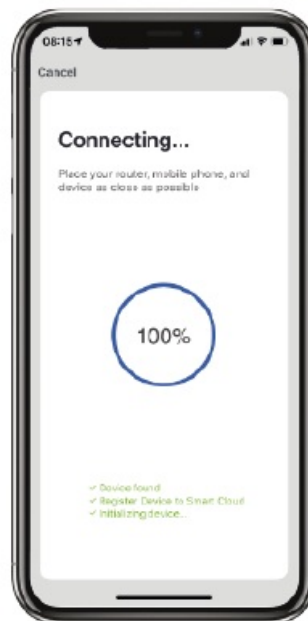 08:15
Cancel
Connecting...
Place your router, mobile phone, and
device as close as possible
100%
✓ Device found
✓ Register Device to Smart Cloud
✓ Initializing device...